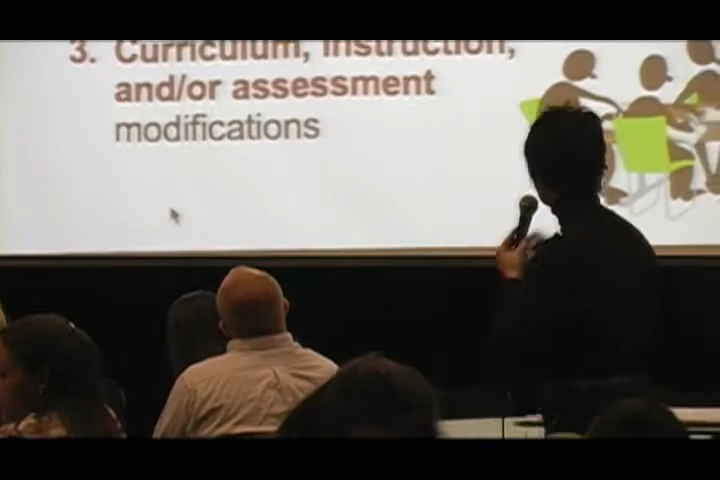 3. Curriculum, instruction,
and/or assessment
modifications